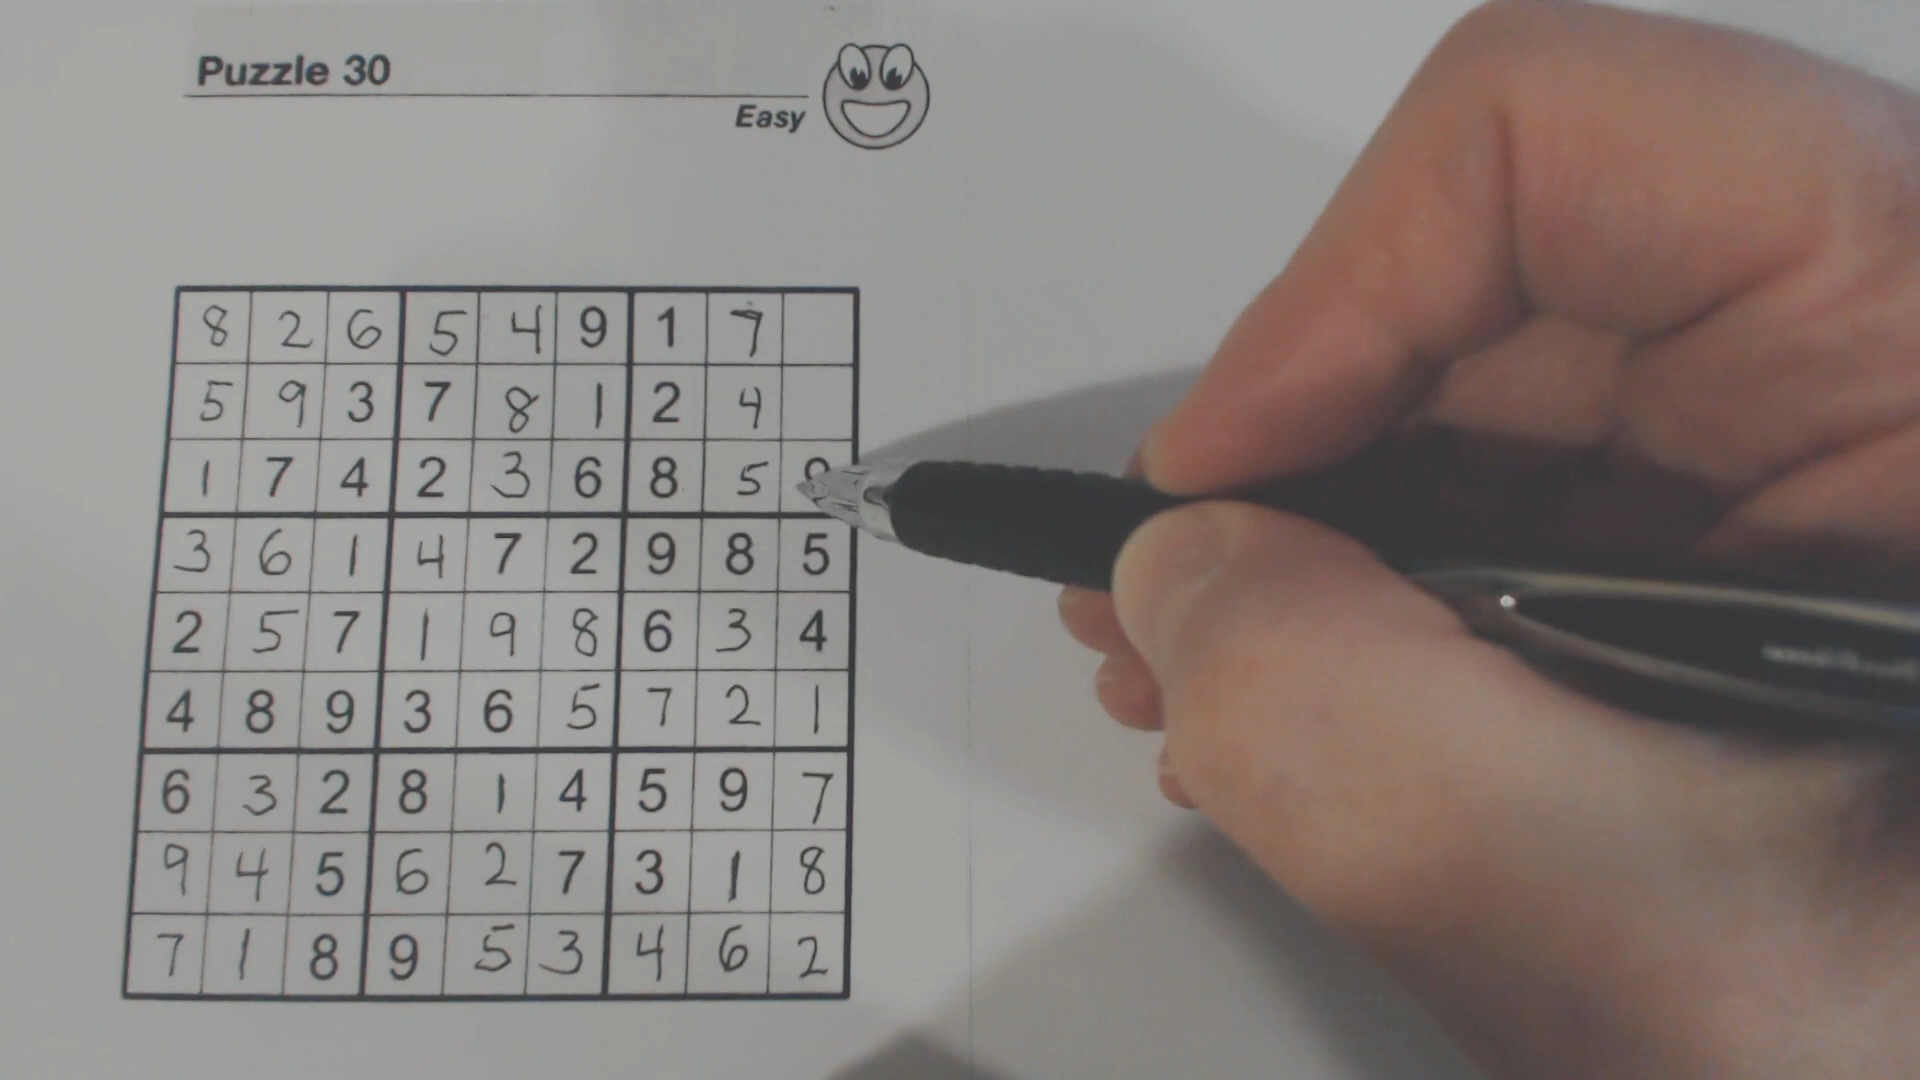 Puzzle 30
Easy
8 2 6 5 4 9 1 7
5 9 3 7 8 1 2 4
1 7 4 2 3 6 8 5 9
3 6 1 4 7 2 9 8 5
2 5 7 1 9 8 6 3 4
4 8 9 3 6 5 7 2 1
6 3 2 8 1 4 5 9 7
9 4 5 6 2 7 3 1 8
7 1 8 9 5 3 4 6 2